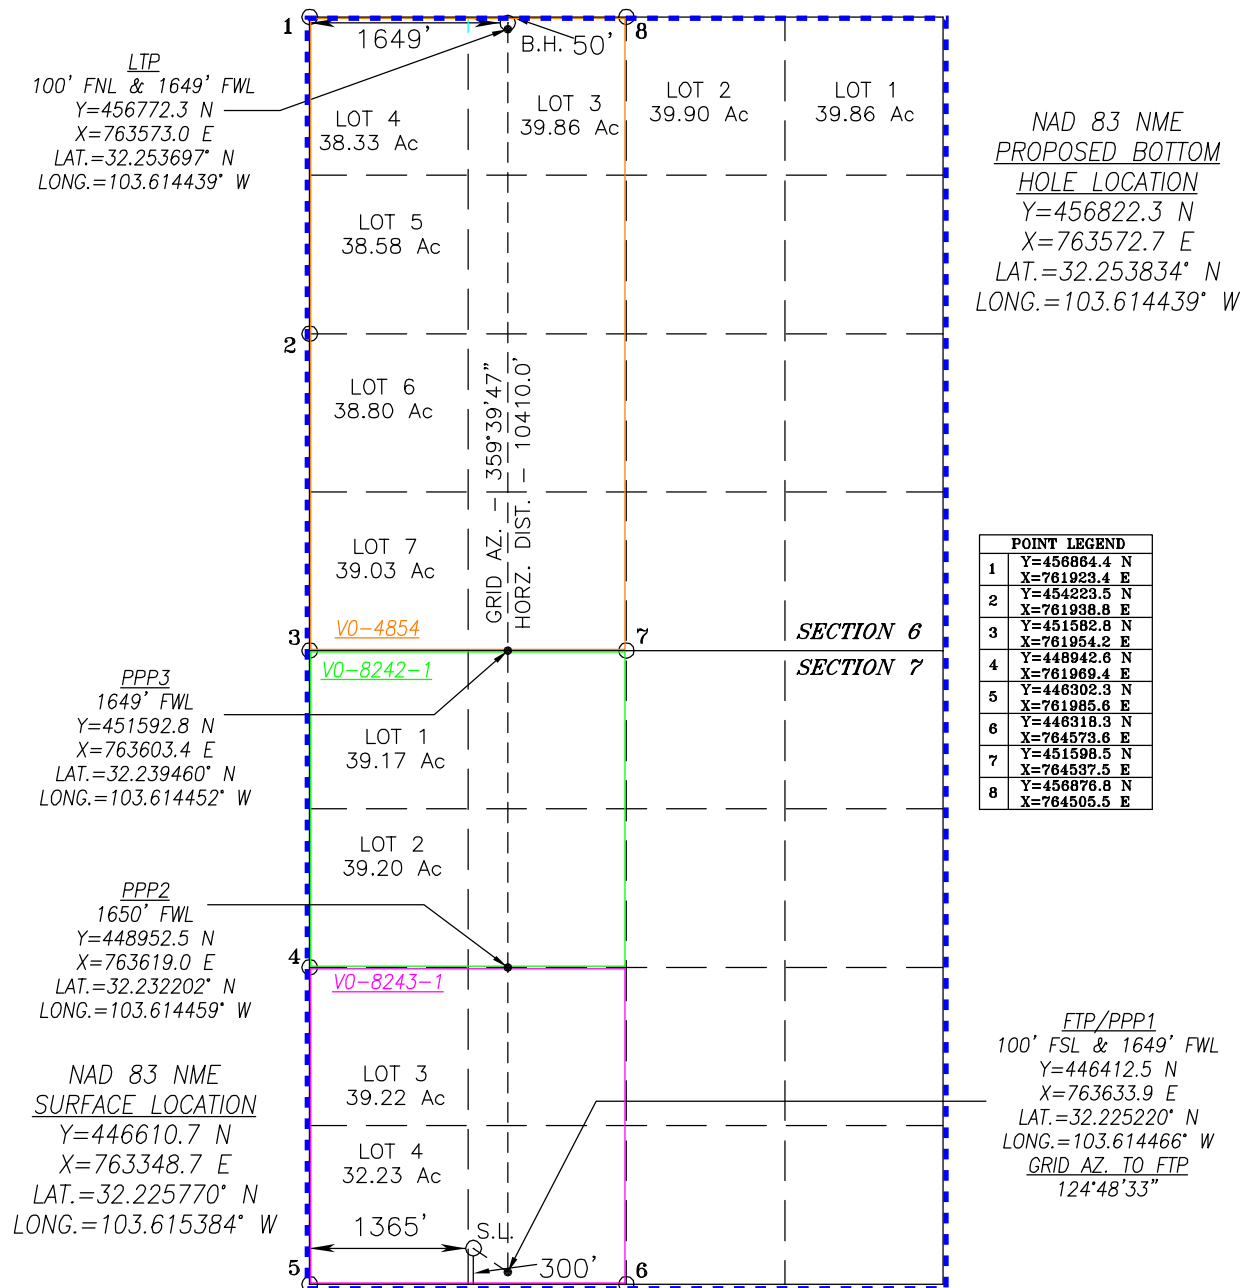 1
1649'
B.H. 50'
8
LTP
100' FNL & 1649' FWL
Y=456772.3 N
X=763573.0 E
LAT.=32.253697° N
LONG.=103.614439° W
LOT 4
38.33 Ac
LOT 3
39.86 Ac
LOT 2
39.90 Ac
LOT 1
39.86 Ac
NAD 83 NME
PROPOSED BOTTOM
HOLE LOCATION
Y=456822.3 N
X=763572.7 E
LAT.=32.253834° N
LONG.=103.614439° W
LOT 5
38.58 Ac
2
LOT 6
38.80 Ac
GRID AZ. – 359°39'47"
HORZ. DIST. – 10410.0'
LOT 7
39.03 Ac
VO-4854
3
7
SECTION 6
SECTION 7
VO-8242-1
POINT LEGEND
1 Y=456864.4 N
X=761923.4 E
2 Y=454223.5 N
X=761938.8 E
3 Y=451582.8 N
X=761954.2 E
4 Y=448942.6 N
X=761969.4 E
5 Y=446302.3 N
X=761985.6 E
6 Y=446318.3 N
X=764573.6 E
7 Y=451598.5 N
X=764537.5 E
8 Y=456876.8 N
X=764505.5 E
PPP3
1649' FWL
Y=451592.8 N
X=763603.4 E
LAT.=32.239460° N
LONG.=103.614452° W
LOT 1
39.17 Ac
LOT 2
39.20 Ac
PPP2
1650' FWL
Y=448952.5 N
X=763619.0 E
LAT.=32.232202° N
LONG.=103.614459° W
4
VO-8243-1
NAD 83 NME
SURFACE LOCATION
Y=446610.7 N
X=763348.7 E
LAT.=32.225770° N
LONG.=103.615384° W
LOT 3
39.22 Ac
LOT 4
32.23 Ac
FTP/PPP1
100' FSL & 1649' FWL
Y=446412.5 N
X=763633.9 E
LAT.=32.225220° N
LONG.=103.614466° W
GRID AZ. TO FTP
124°48'33"
1365'
S.L.
300'
5
6